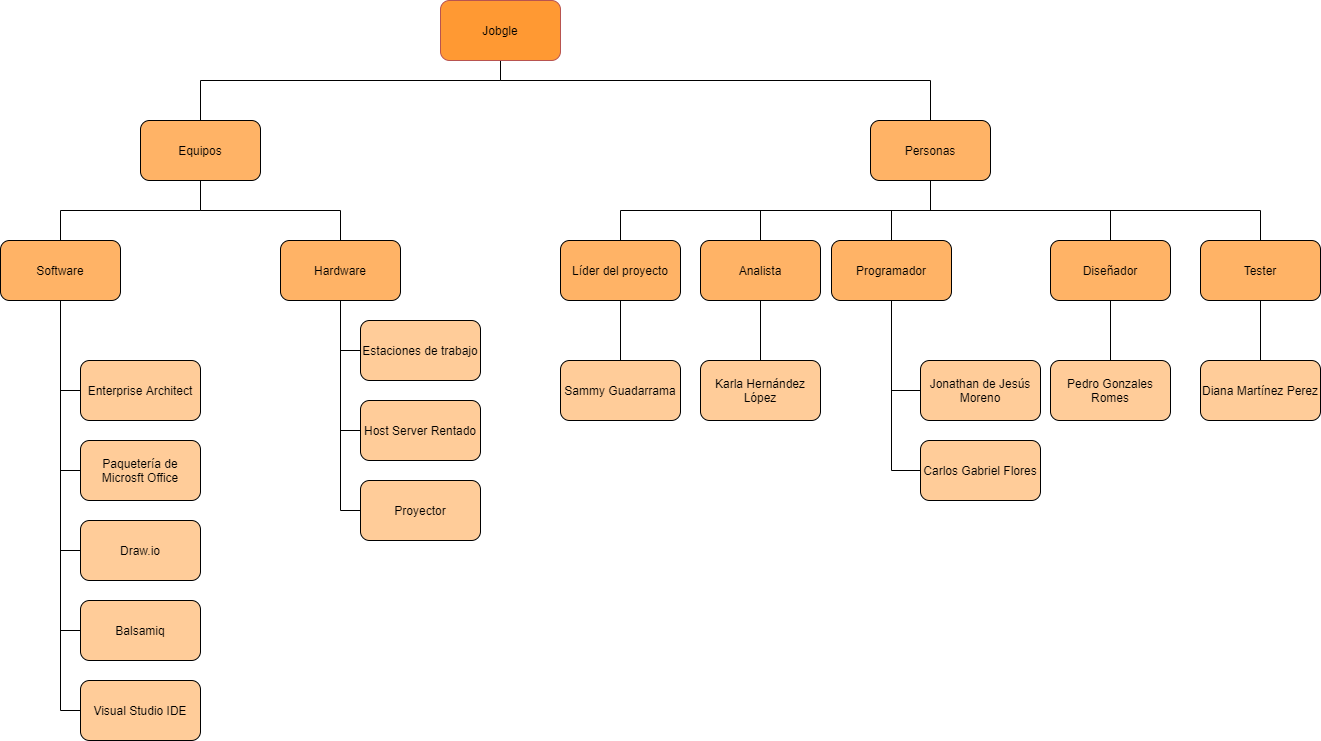 Jobgle
Equipos
Personas
Software
Hardware
Líder del proyecto
Analista
Programador
Diseñador
Tester
Enterprise Architect
Paquetería de
Microsft Office
Draw.io
Balsamiq
Visual Studio IDE
Estaciones de trabajo
Host Server Rentado
Proyector
Sammy Guadarrama
Karla Hernández
López
Jonathan de Jesús
Moreno
Carlos Gabriel Flores
Pedro Gonzales
Romes
Diana Martínez Perez